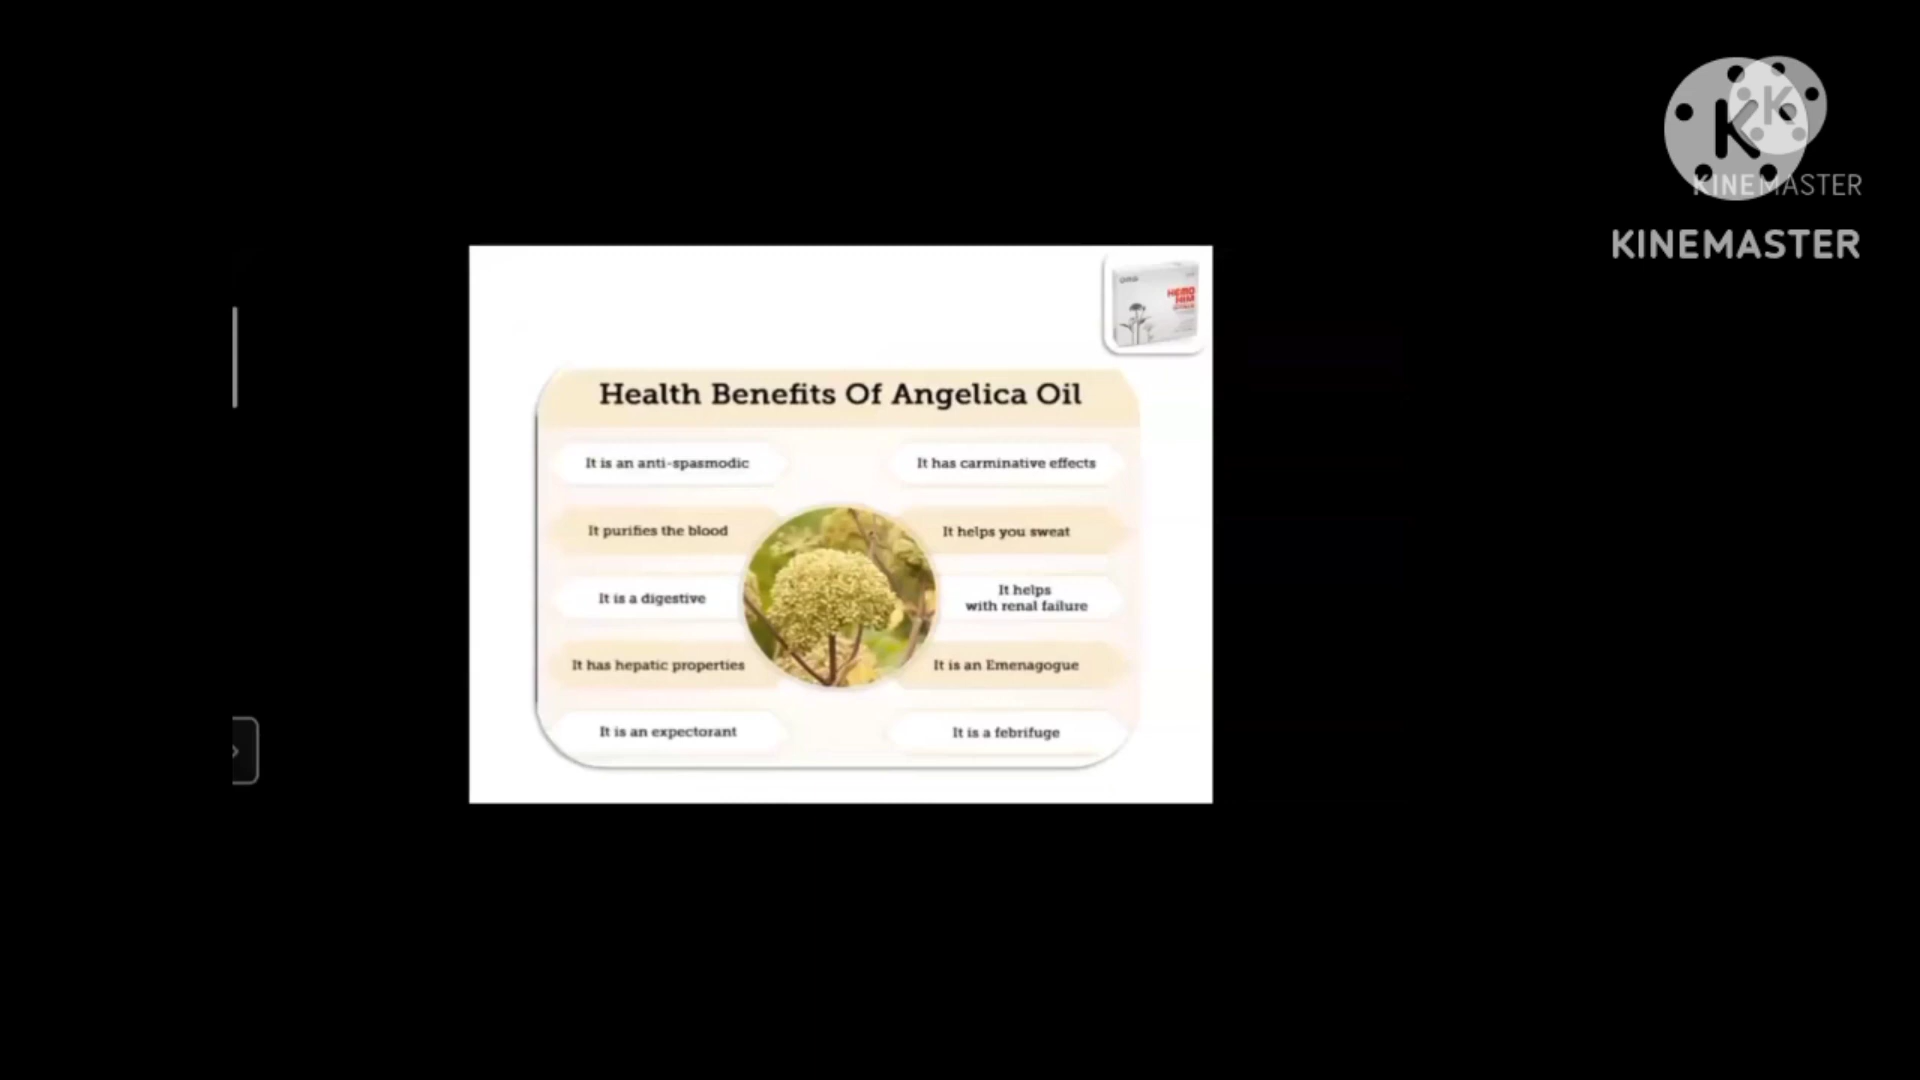 KINEMASTER
KINEMASTER
HEMO
HIM
Health Benefits Of Angelica Oil
It is an anti-spasmodic
It has carminative effects
It purifies the blood
It helps you sweat
It is a digestive
It helps
with renal failure
It has hepatic properties
It is an Emenagogue
It is an expectorant
It is a febrifuge